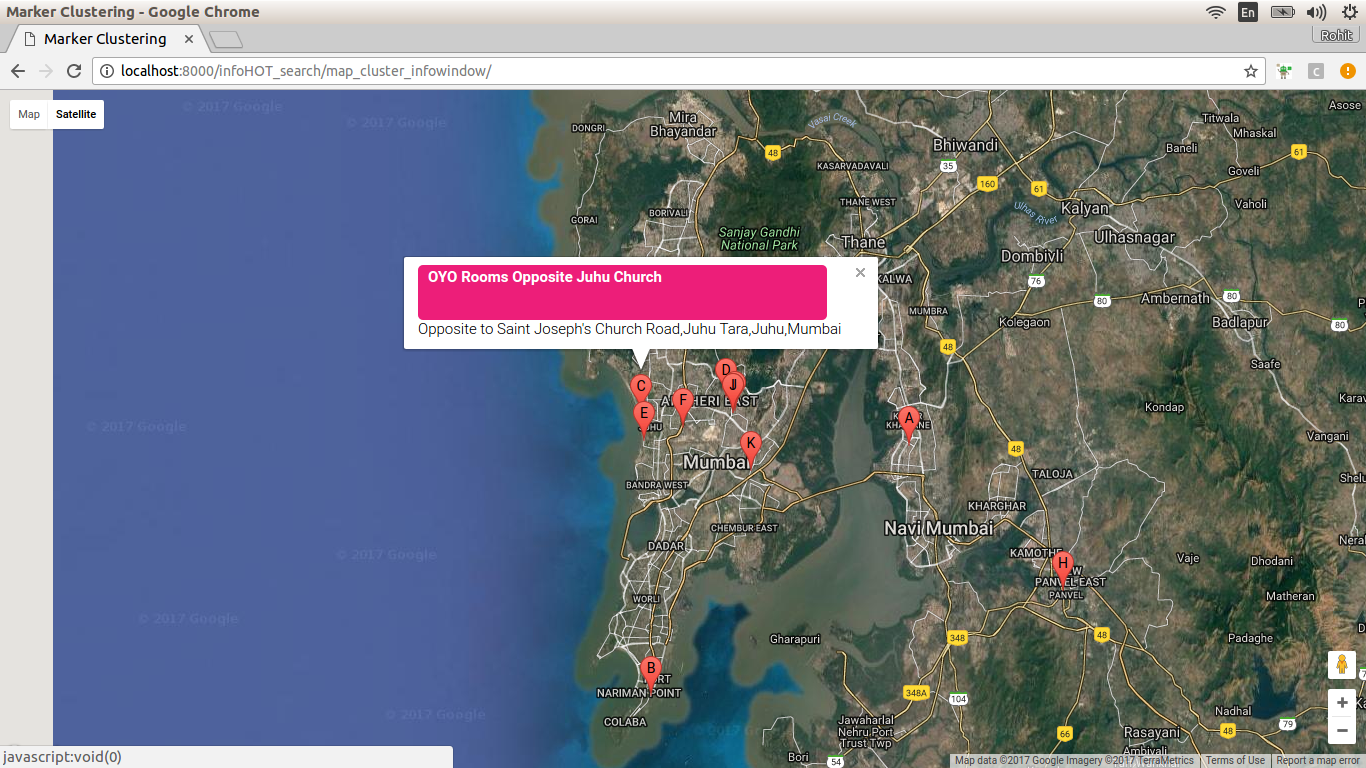 Marker Clustering - Google Chrome
En
Marker Clustering
Rohit
localhost:8000/infoHOT_search/map_cluster_infowindow/
C
Map
Satellite
© 2017 Google
© 2017 Google
Mira
Bhayandar
DONGRI
Vasai Creek
48
KASARVADAVALI
Bhiwandi
35
160
61
Titwala
Mhaskal
Asose
Baneli
61
Goveli
Vaholi
GORAI
BORIVALI
THANE WEST
Ulhas River
Kalyan
Ulhasnagar
Sanjay Gandhi
National Park
Thane
Dombivli
KALWA
76
80
Ambernath
80
MUMBRA
Kolegaon
Badlapur
80
48
Saafe
OYO Rooms Opposite Juhu Church
Opposite to Saint Joseph's Church Road,Juhu Tara,Juhu,Mumbai
D
J
C
F
E
JUHU
K
A
Karav
Kondap
Vangani
© 2017 Google
Mumbai
48
TALOJA
Shelu
BANDRA WEST
KHARGHAR
CHEMBUR EAST
Navi Mumbai
DADAR
KAMOTHE
Vaje
Dhodani
© 2017 Google
H
PANVEL EAST
PANVEL
Matheran
WORLI
© 2017 Google
Gharapuri
348
48
Padaghe
B
NARIMAN POINT
COLABA
348A
104
© 2017 Google
Jawaharlal
Nehru Port
Trust Twp
Nadhal
79
48
66
Rasayani
Ambivali
Bori
54
javascript:void(0)
Map data ©2017 Google Imagery ©2017 TerraMetrics
Terms of Use
Report a map error